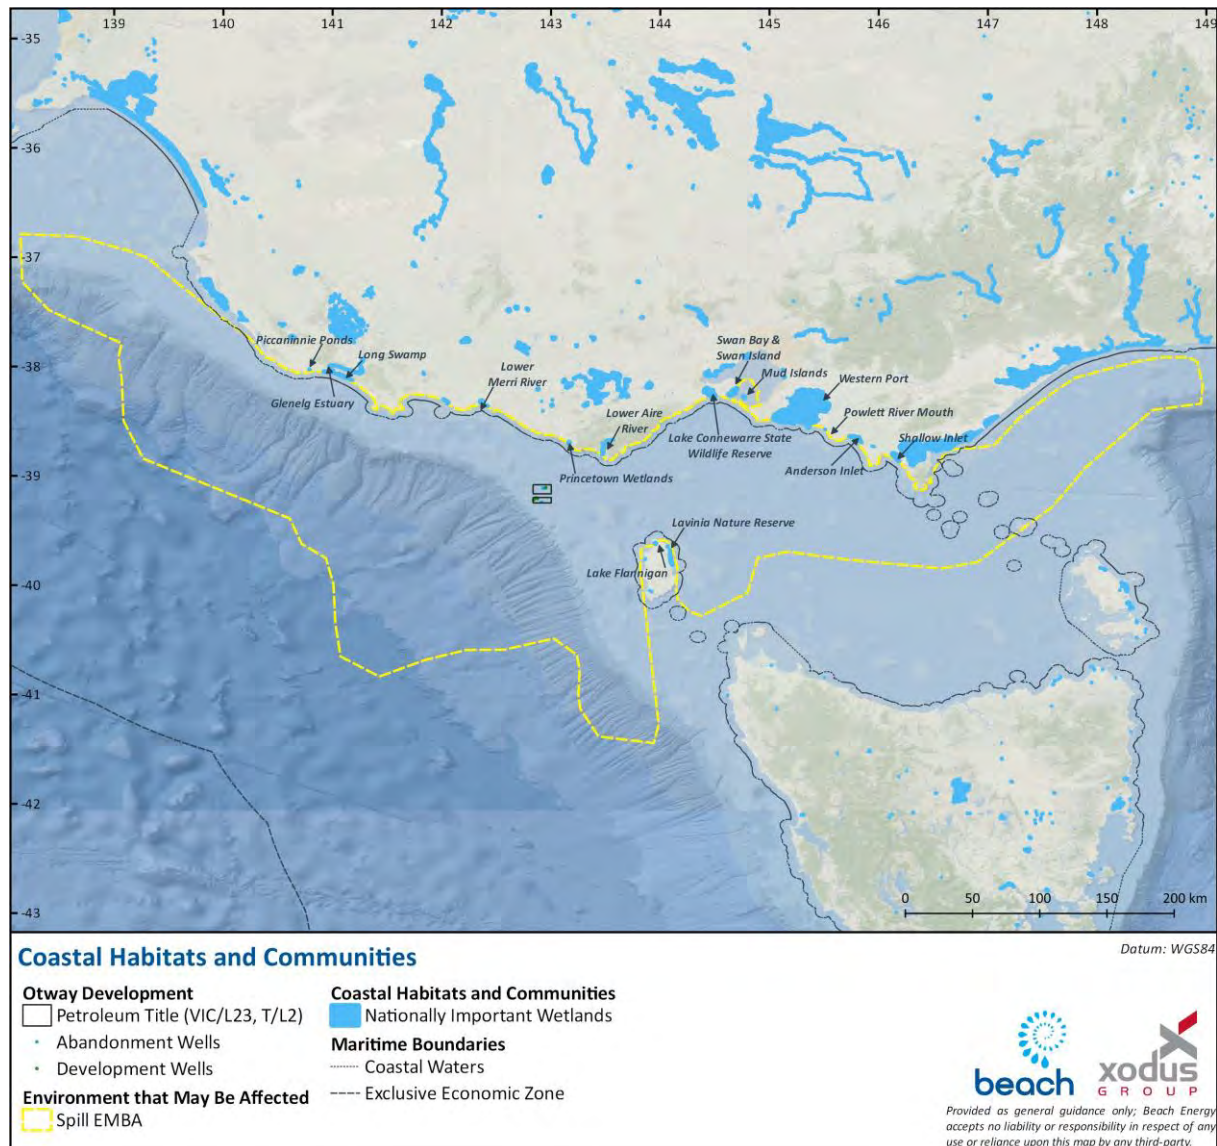 139 140 141 142 143 144 145 146 147 148 149
-35
-36
-37
-38
-39
-40
-41
-42
-43
Piccaninnie Ponds
Long Swamp
Glenelg Estuary
Lower
Merri River
Lower Aire
River
Princetown Wetlands
Swan Bay &
Swan Island
Mud Islands
Western Port
Powlett River Mouth
Lake Connewarre State
Wildlife Reserve
Shallow Inlet
Anderson Inlet
Lavinia Nature Reserve
Lake Flannigan
0 50 100 150 200 km
Coastal Habitats and Communities
Datum: WGS84
Otway Development
Petroleum Title (VIC/L23, T/L2)
Abandonment Wells
Development Wells
Environment that May Be Affected
Spill EMBA
Coastal Habitats and Communities
Nationally Important Wetlands
Maritime Boundaries
Coastal Waters
Exclusive Economic Zone
beach
xodus
GROUP
Provided as general guidance only; Beach Energy
accepts no liability or responsibility in respect of any
use or reliance upon this map by any third-party.